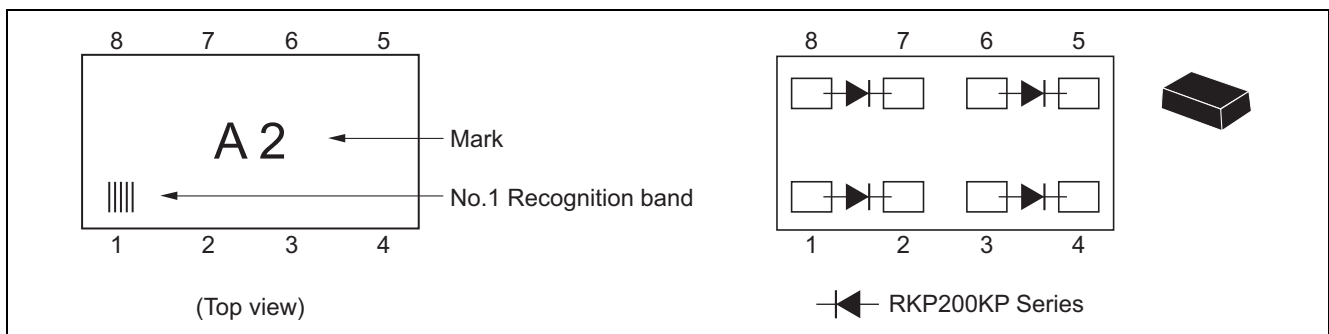 8 7 6 5
A 2
Mark
No.1 Recognition band
1 2 3 4
(Top view)
8 7 6 5
1 2 3 4
RKP200KP Series